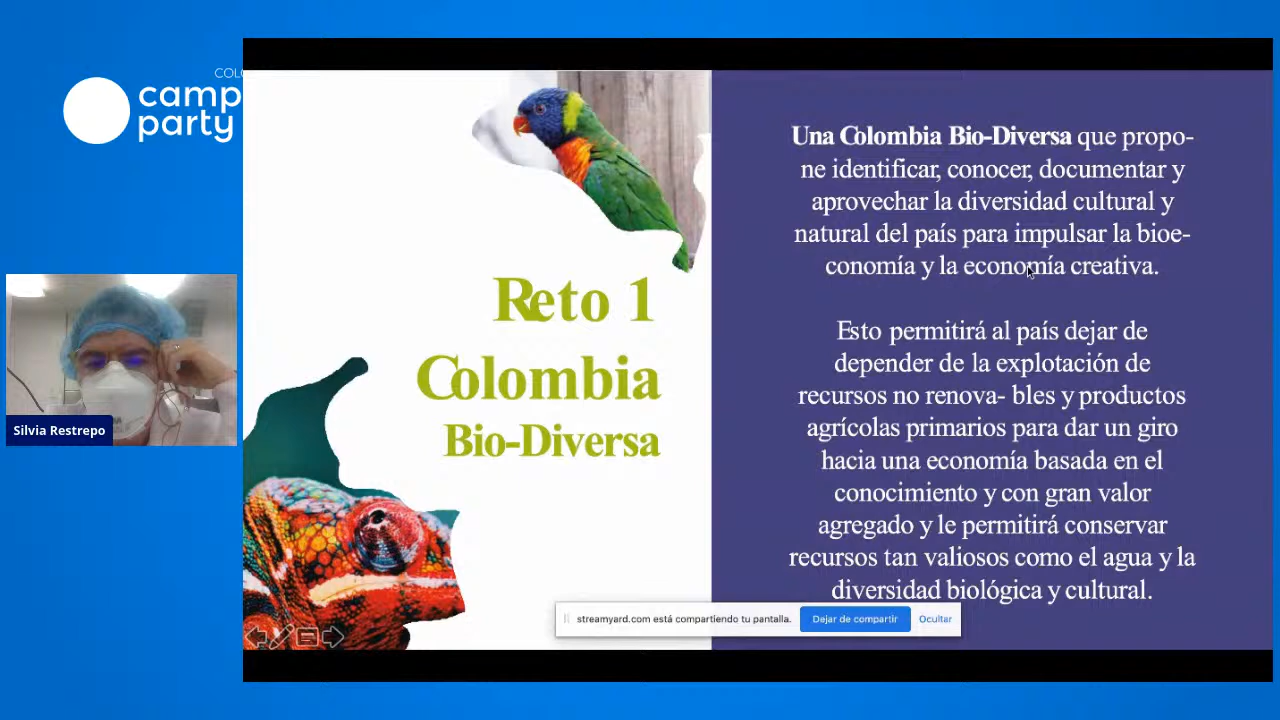 camp
party
Silvia Restrepo
Reto 1
Colombia
Bio-Diversa
Una Colombia Bio-Diversa que propo-
ne identificar, conocer, documentar y
aprovechar la diversidad cultural y
natural del país para impulsar la bioe-
conomía y la economía creativa.
Esto permitirá al país dejar de
depender de la explotación de
recursos no renova- bles y productos
agrícolas primarios para dar un giro
hacia una economía basada en el
conocimiento y con gran valor
agregado y le permitirá conservar
recursos tan valiosos como el agua y la
diversidad biológica y cultural.
streamyard.com está compartiendo tu pantalla. Dejar de compartir Ocultar